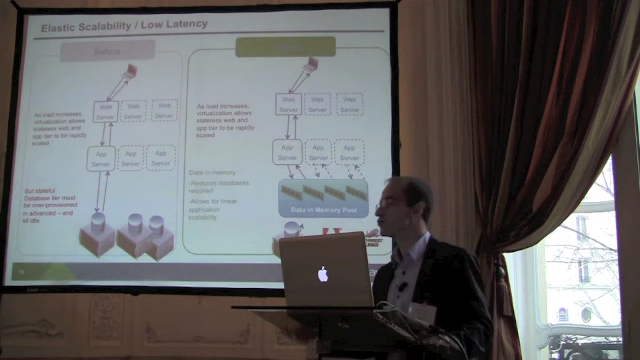 Elastic Scalability / Low Latency
Before
As load increases,
virtualization allows
stateless web and
app tier to be rapidly
scaled
Web Server
Web Server
Web Server
App Server
App Server
App Server
But stateful
Database tier must
be over-provisioned
in advanced – and
sit idle
As load increases,
virtualization allows
stateless web and
app tier to be rapidly
scaled
Web Server
Web Server
Web Server
App Server
App Server
App Server
Data in memory
-Reduces databases
required
-Allows for linear
application
scalability
Data in Memory Pool